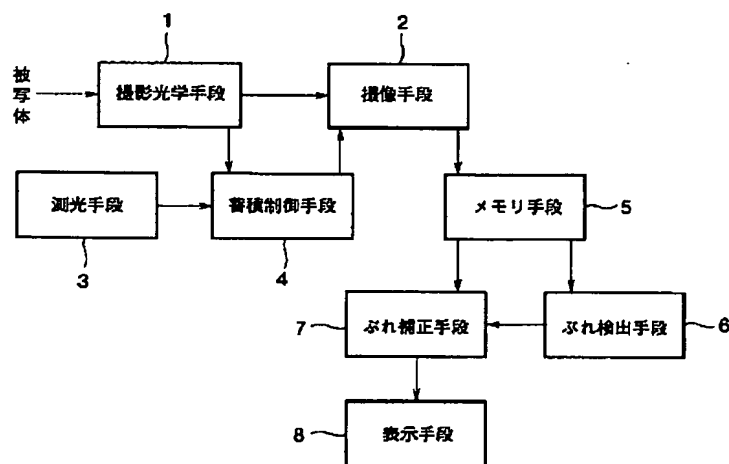 1
2
被写体
撮影光学手段
撮像手段
測光手段
蓄積制御手段
メモリ手段
5
3
4
7
ぶれ補正手段
ぶれ検出手段
6
8
表示手段